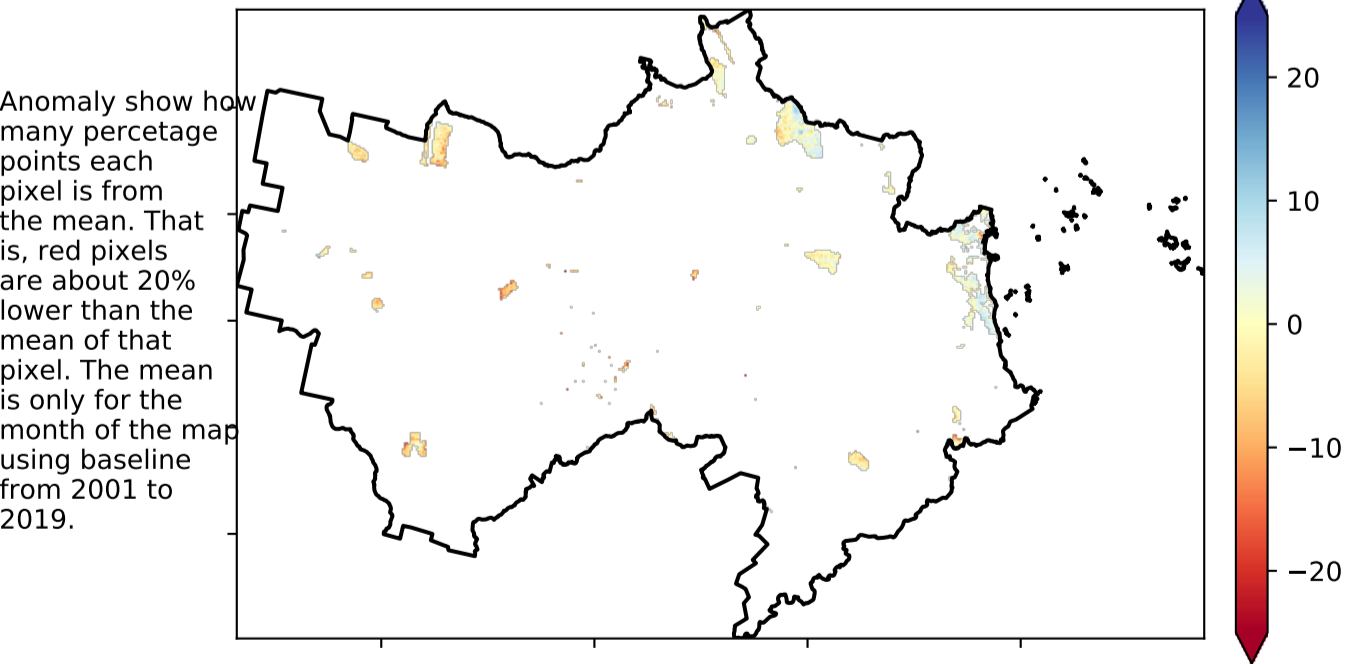 Anomaly show how
many percetage
points each
pixel is from
the mean. That
is, red pixels
are about 20%
lower than the
mean of that
pixel. The mean
is only for the
month of the map
using baseline
from 2001 to
2019.
20
10
0
−10
−20